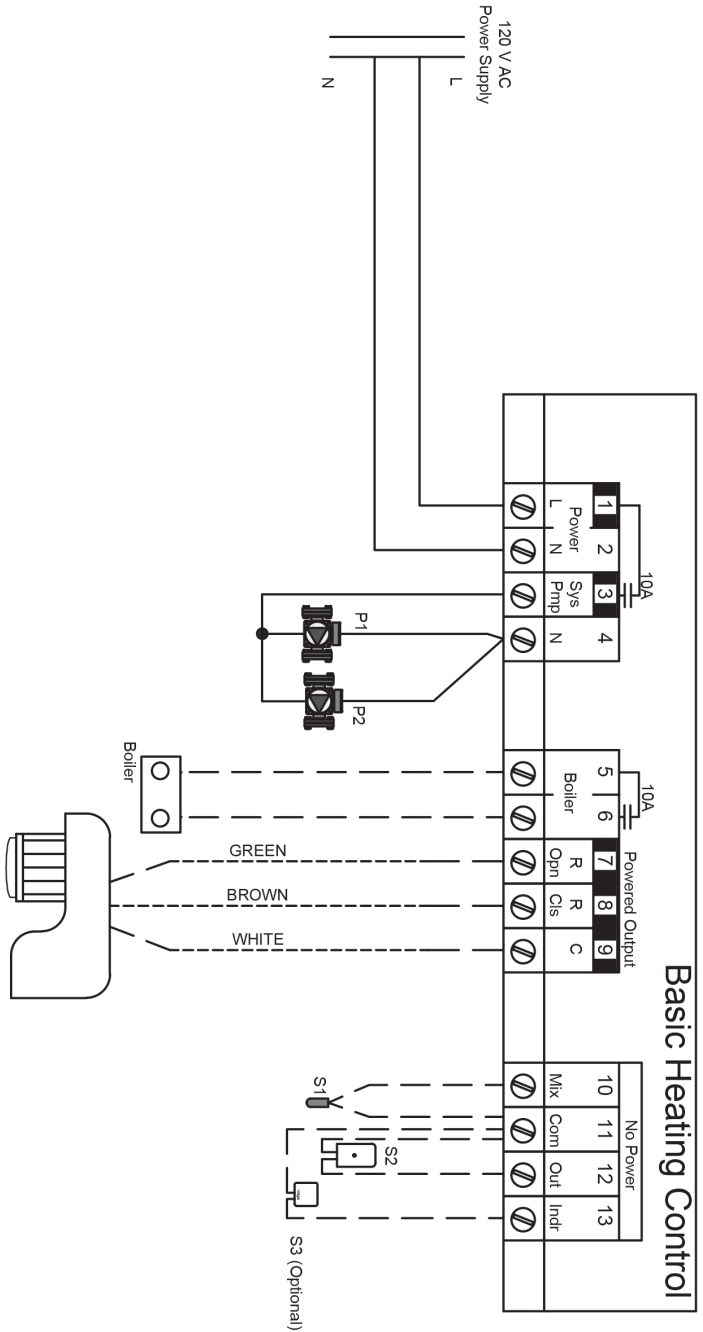 Basic Heating Control
10A
10A
Powered Output
No Power
1 2 3 4
5 6 7 8 9
10 11 12 13
Power
L N
Sys
Pmp
N
Boiler
R
Opn
R
Cls
C
Mix Com Out Indr
120 V AC
Power Supply
L
N
P1
P2
Boiler
GREEN
BROWN
WHITE
S1
S2
S3 (Optional)